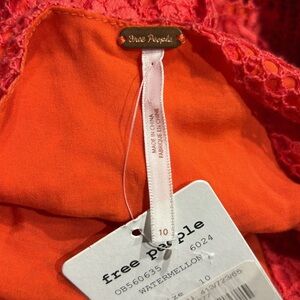 Free People
MADE IN CHINA
FABRIQUÉ EN CHINE
10
free people
OB560635 6024
WATERMELLON
10